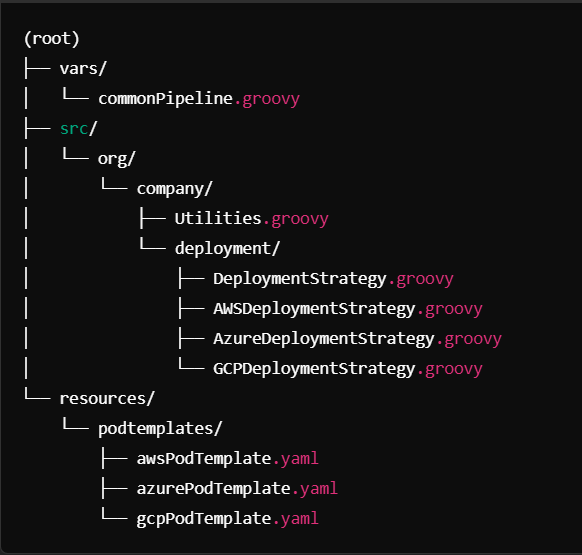 (root)
├── vars/
│   └── commonPipeline.groovy
├── src/
│   └── org/
│       └── company/
│           ├── Utilities.groovy
│           └── deployment/
│               ├── DeploymentStrategy.groovy
│               ├── AWSDeploymentStrategy.groovy
│               ├── AzureDeploymentStrategy.groovy
│               └── GCPDeploymentStrategy.groovy
└── resources/
    └── podtemplates/
        ├── awsPodTemplate.yaml
        ├── azurePodTemplate.yaml
        └── gcpPodTemplate.yaml